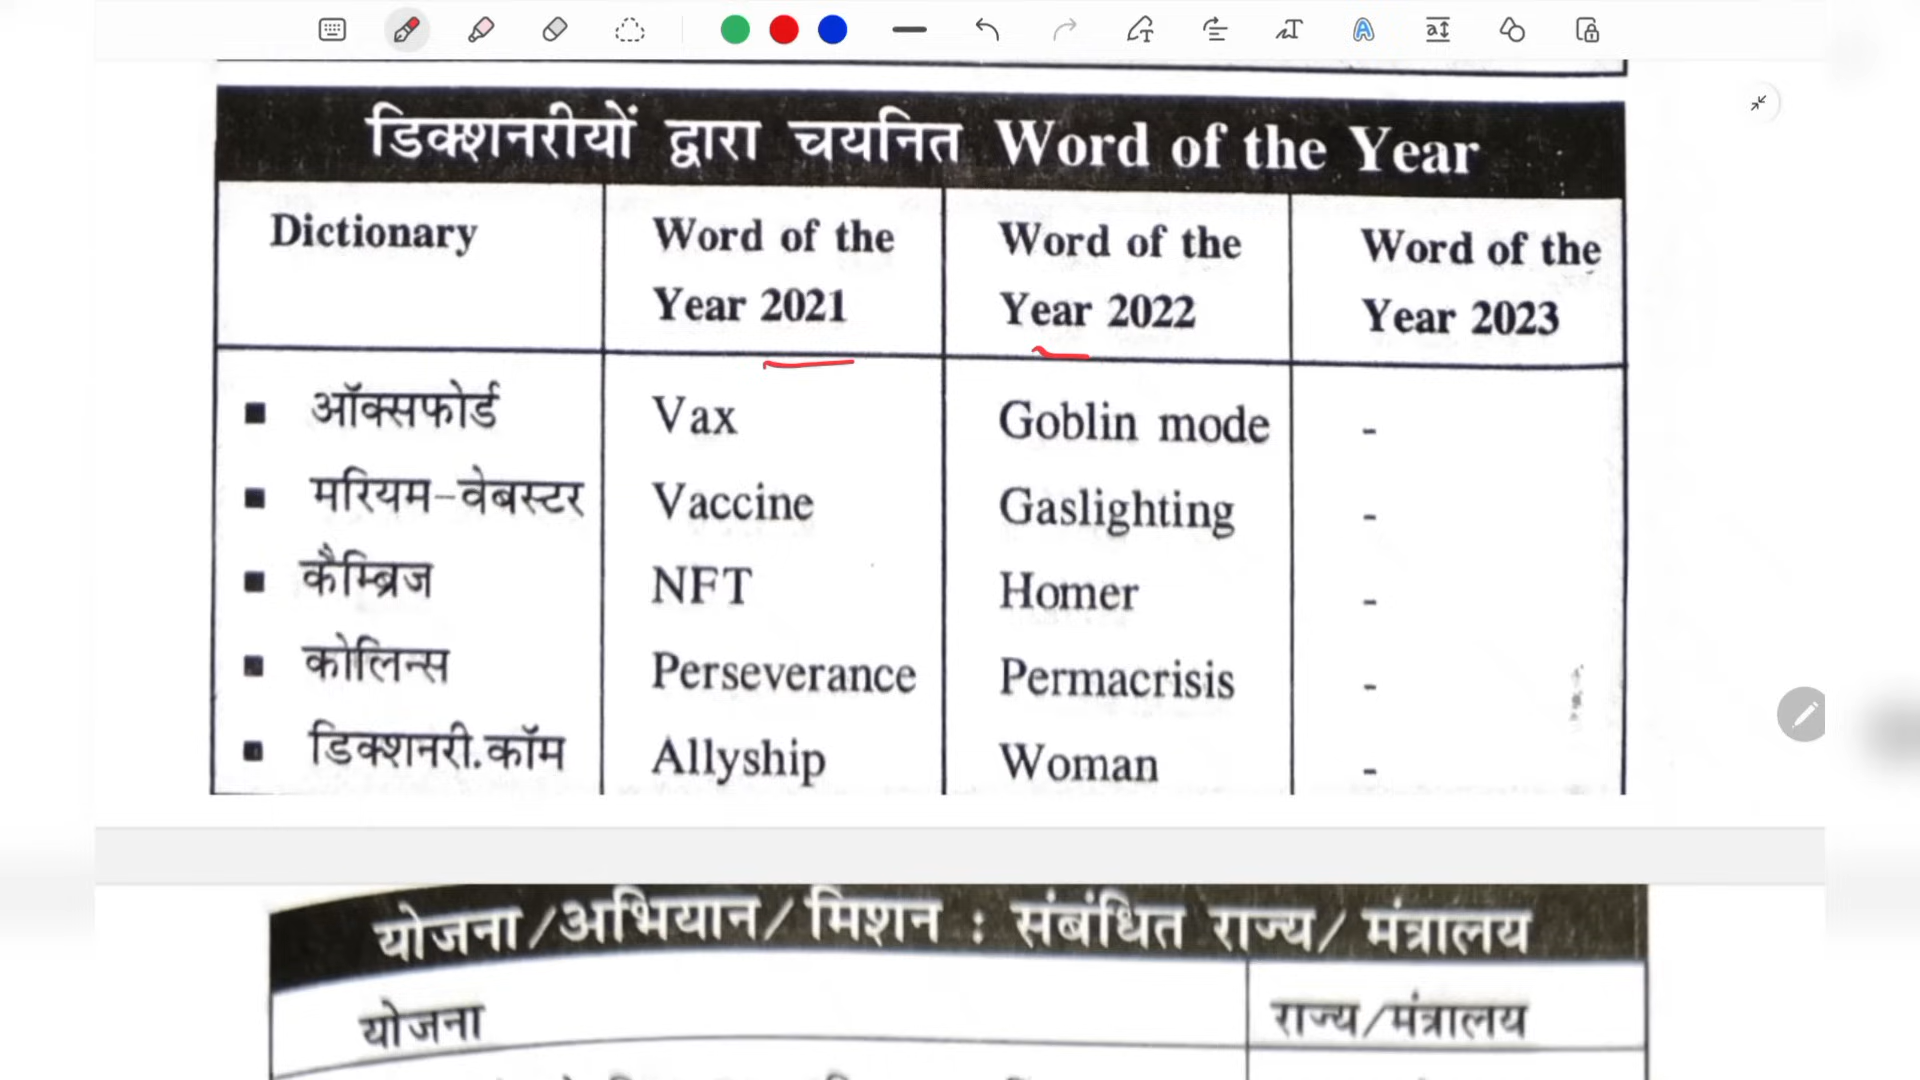 डिक्शनरीयों द्वारा चयनित Word of the Year
Dictionary Word of the Year 2021 Word of the Year 2022 Word of the Year 2023
■ ऑक्सफोर्ड Vax Goblin mode -
■ मरियम-वेबस्टर Vaccine Gaslighting -
■ कैम्ब्रिज NFT Homer -
■ कोलिन्स Perseverance Permacrisis -
■ डिक्शनरी.कॉम Allyship Woman -
योजना/अभियान/मिशन : संबंधित राज्य/मंत्रालय
योजना राज्य/मंत्रालय